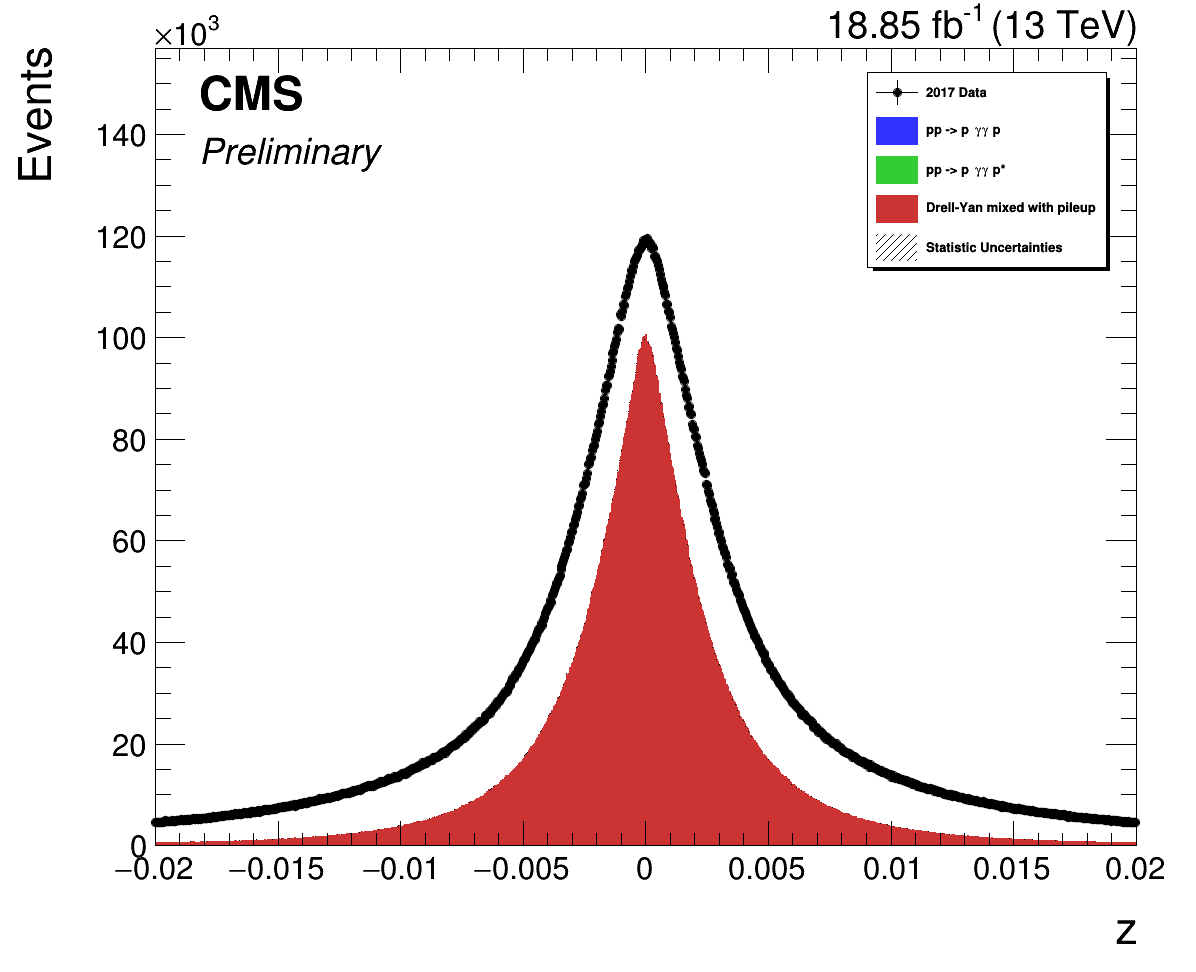 ×10³
18.85 fb⁻¹ (13 TeV)
Events
CMS
Preliminary
2017 Data
pp -> p γγ p
pp -> p γγ p*
Drell-Yan mixed with pileup
Statistic Uncertainties
140
120
100
80
60
40
20
0
−0.02 −0.015 −0.01 −0.005 0 0.005 0.01 0.015 0.02
z